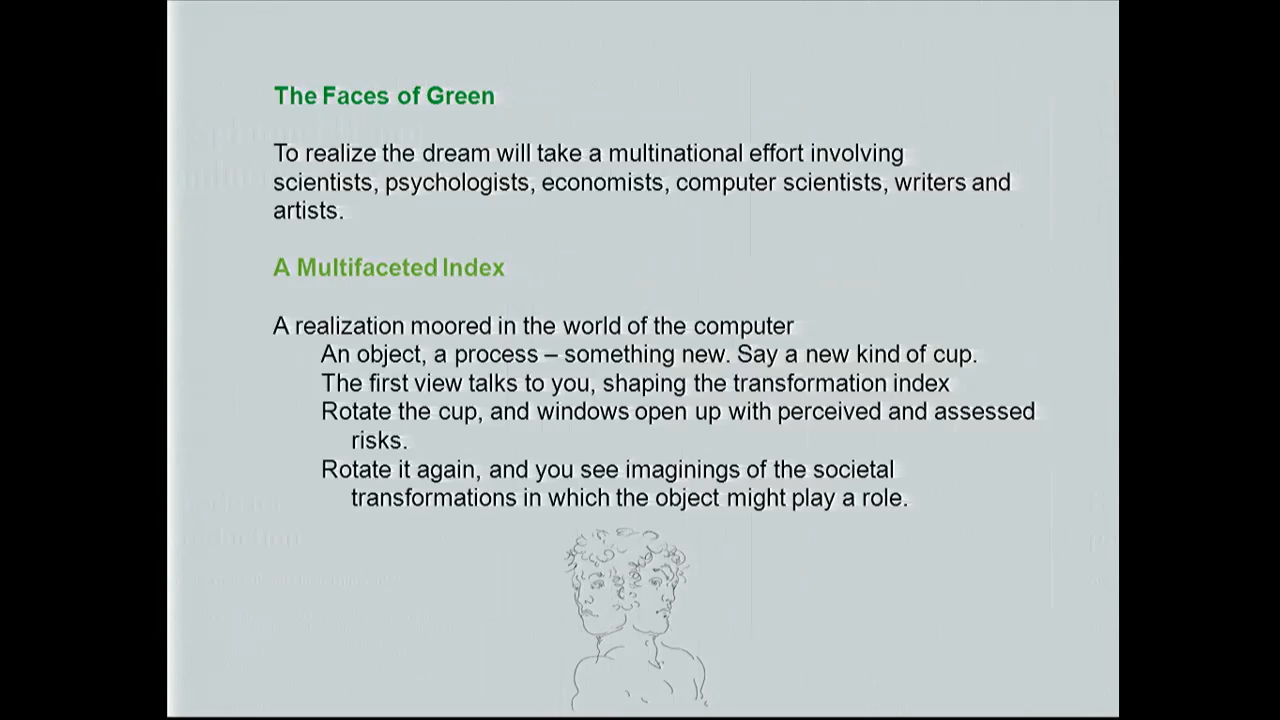 The Faces of Green
To realize the dream will take a multinational effort involving
scientists, psychologists, economists, computer scientists, writers and
artists.
A Multifaceted Index
A realization moored in the world of the computer
An object, a process – something new. Say a new kind of cup.
The first view talks to you, shaping the transformation index
Rotate the cup, and windows open up with perceived and assessed
risks.
Rotate it again, and you see imaginings of the societal
transformations in which the object might play a role.